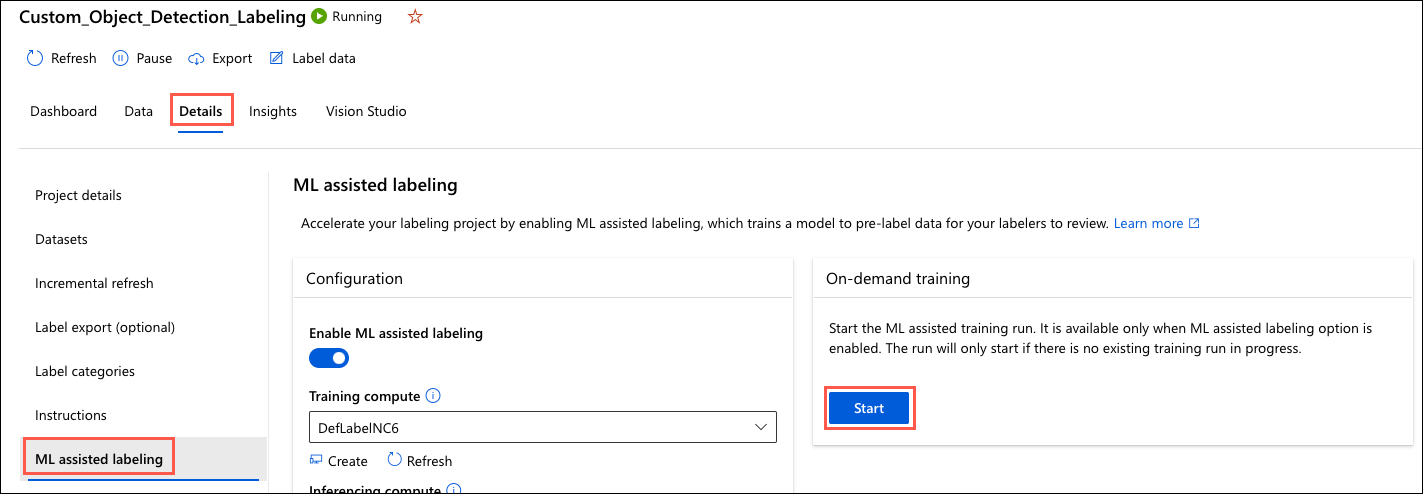 Custom_Object_Detection_Labeling Running
Refresh Pause Export Label data
Dashboard Data Details Insights Vision Studio
Project details
Datasets
Incremental refresh
Label export (optional)
Label categories
Instructions
ML assisted labeling
ML assisted labeling
Accelerate your labeling project by enabling ML assisted labeling, which trains a model to pre-label data for your labelers to review. Learn more
Configuration
Enable ML assisted labeling
Training compute
DefLabelNC6
Create Refresh
Inferencing compute
On-demand training
Start the ML assisted training run. It is available only when ML assisted labeling option is
enabled. The run will only start if there is no existing training run in progress.
Start